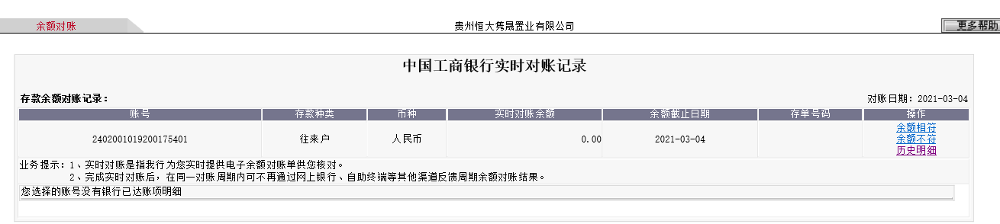 余额对账
贵州恒大隽晟置业有限公司
更多帮助
中国工商银行实时对账记录
存款余额对账记录：
对账日期：2021-03-04
账号 存款种类 币种 实时对账余额 余额截止日期 存单号码 操作
2402001019200175401 往来户 人民币 0.00 2021-03-04
余额相符
余额不符
历史明细
业务提示：1、实时对账是指我行为您实时提供电子余额对账单供您核对。
2、完成实时对账后，在同一对账周期内可不再通过网上银行、自助终端等其他渠道反馈周期余额对账结果。
您选择的账号没有银行已达账项明细